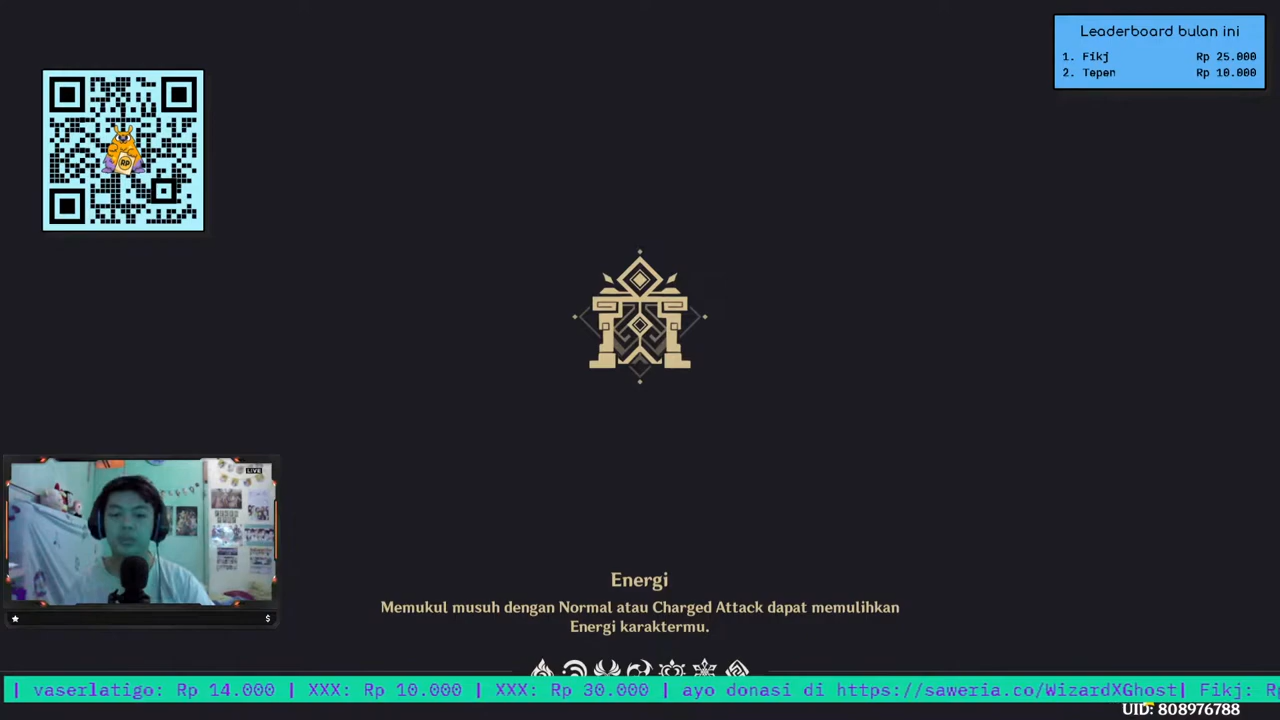 Leaderboard bulan ini
1. Fikj Rp 25.000
2. Tepen Rp 10.000
RP
LIVE
Energi
Memukul musuh dengan Normal atau Charged Attack dapat memulihkan
Energi karaktermu.
| vaserlatigo: Rp 14.000 | XXX: Rp 10.000 | XXX: Rp 30.000 | ayo donasi di https://saweria.co/WizardXGhost| Fikj: R
UID: 808976788